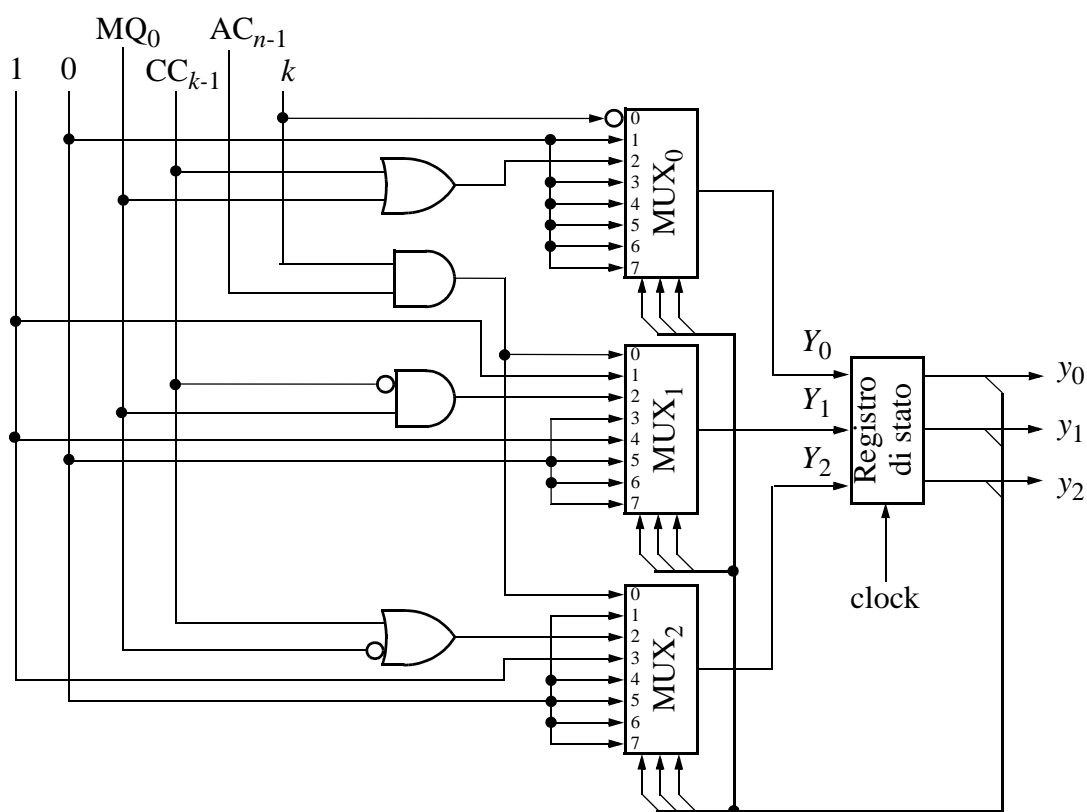 MQ₀ ACₙ₋₁
1 0 CCₖ₋₁ k
0
1
2
3
4
5
6
7
MUX₀
0
1
2
3
4
5
6
7
MUX₁
0
1
2
3
4
5
6
7
MUX₂
Y₀
Y₁
Y₂
Registro
di stato
y₀
y₁
y₂
clock